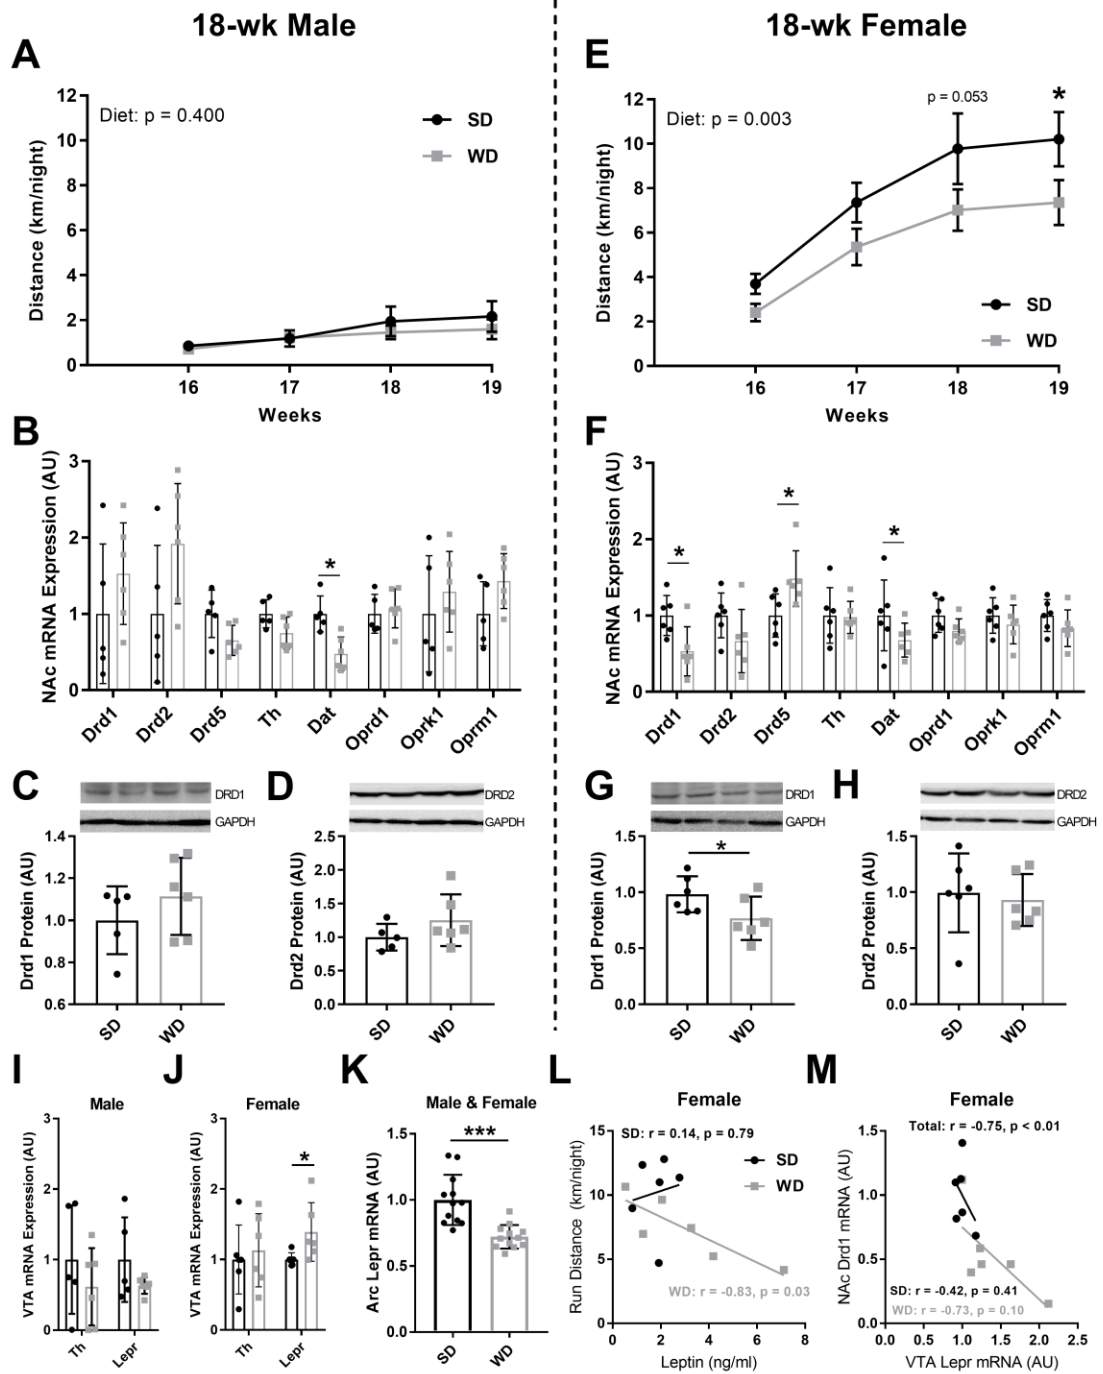 18-wk Male
18-wk Female
A
Diet: p = 0.400
SD
WD
Distance (km/night)
12
10
8
6
4
2
0
16 17 18 19
Weeks
E
Diet: p = 0.003
p = 0.053
*
SD
WD
Distance (km/night)
12
10
8
6
4
2
0
16 17 18 19
Weeks
B
NAc mRNA Expression (AU)
3
2
1
0
*
Drd1 Drd2 Drd5 Th Dat Oprd1 Oprk1 Oprm1
F
NAc mRNA Expression (AU)
3
2
1
0
*
*
*
Drd1 Drd2 Drd5 Th Dat Oprd1 Oprk1 Oprm1
C
DRD1
GAPDH
Drd1 Protein (AU)
1.4
1.2
1.0
0.8
0.6
SD WD
D
DRD2
GAPDH
Drd2 Protein (AU)
2.5
2.0
1.5
1.0
0.5
0.0
SD WD
G
DRD1
GAPDH
Drd1 Protein (AU)
1.5
1.0
0.5
0.0
*
SD WD
H
DRD2
GAPDH
Drd2 Protein (AU)
1.5
1.0
0.5
0.0
SD WD
I
Male
VTA mRNA Expression (AU)
3
2
1
0
Th Lepr
J
Female
VTA mRNA Expression (AU)
3
2
1
0
*
Th Lepr
K
Male & Female
Arc Lepr mRNA (AU)
1.5
1.0
0.5
0.0
***
SD WD
L
Female
SD: r = 0.14, p = 0.79
SD
WD
WD: r = -0.83, p = 0.03
Run Distance (km/night)
15
10
5
0
0 2 4 6 8
Leptin (ng/ml)
M
Female
Total: r = -0.75, p < 0.01
SD: r = -0.42, p = 0.41
WD: r = -0.73, p = 0.10
NAc Drd1 mRNA (AU)
1.5
1.0
0.5
0.0
0.0 0.5 1.0 1.5 2.0 2.5
VTA Lepr mRNA (AU)